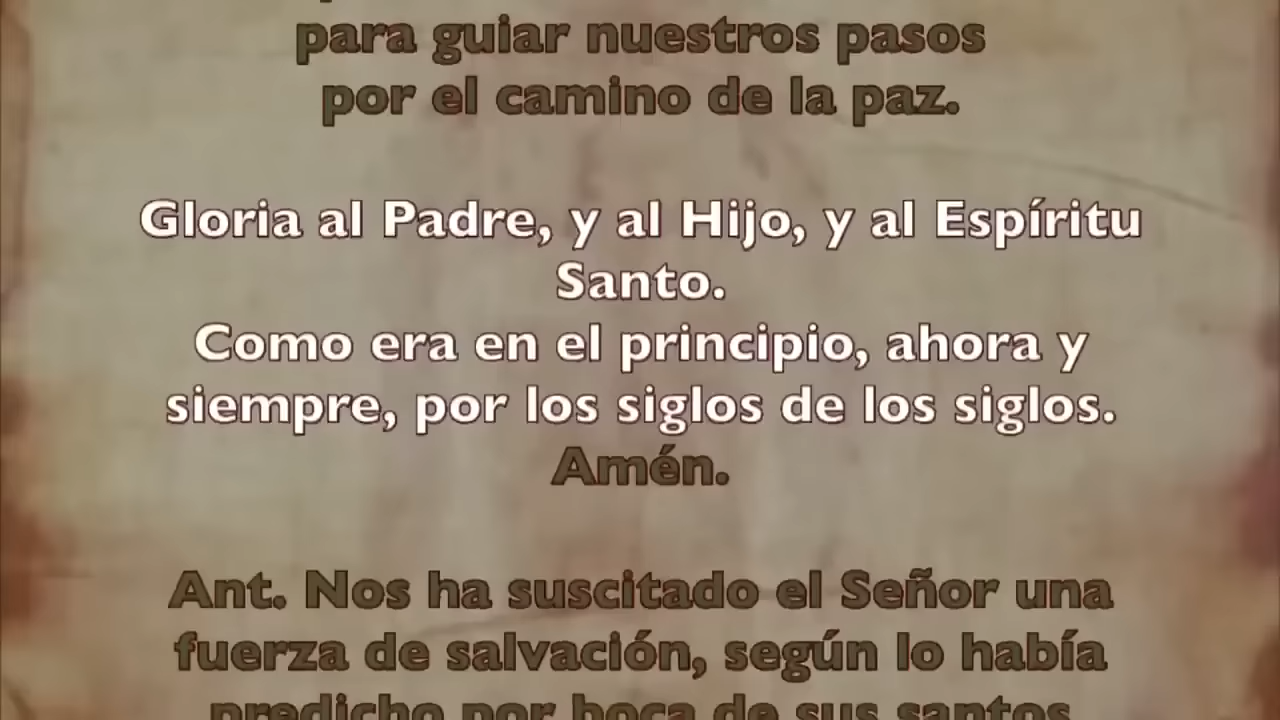 para guiar nuestros pasos
por el camino de la paz.
Gloria al Padre, y al Hijo, y al Espíritu
Santo.
Como era en el principio, ahora y
siempre, por los siglos de los siglos.
Amén.
Ant. Nos ha suscitado el Señor una
fuerza de salvación, según lo había
predicho por boca de sus santos